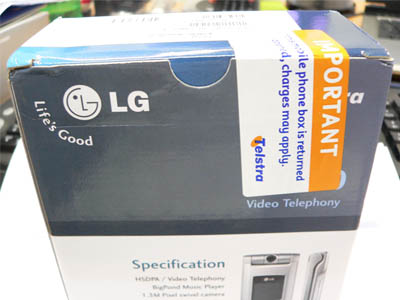 LG
Life's Good
IMPORTANT
phone box is returned
charges may apply.
Telstra
Video Telephony
Specification
HSDPA / Video Telephony
BigPond Music Player
1.3M Pixel swivel camera